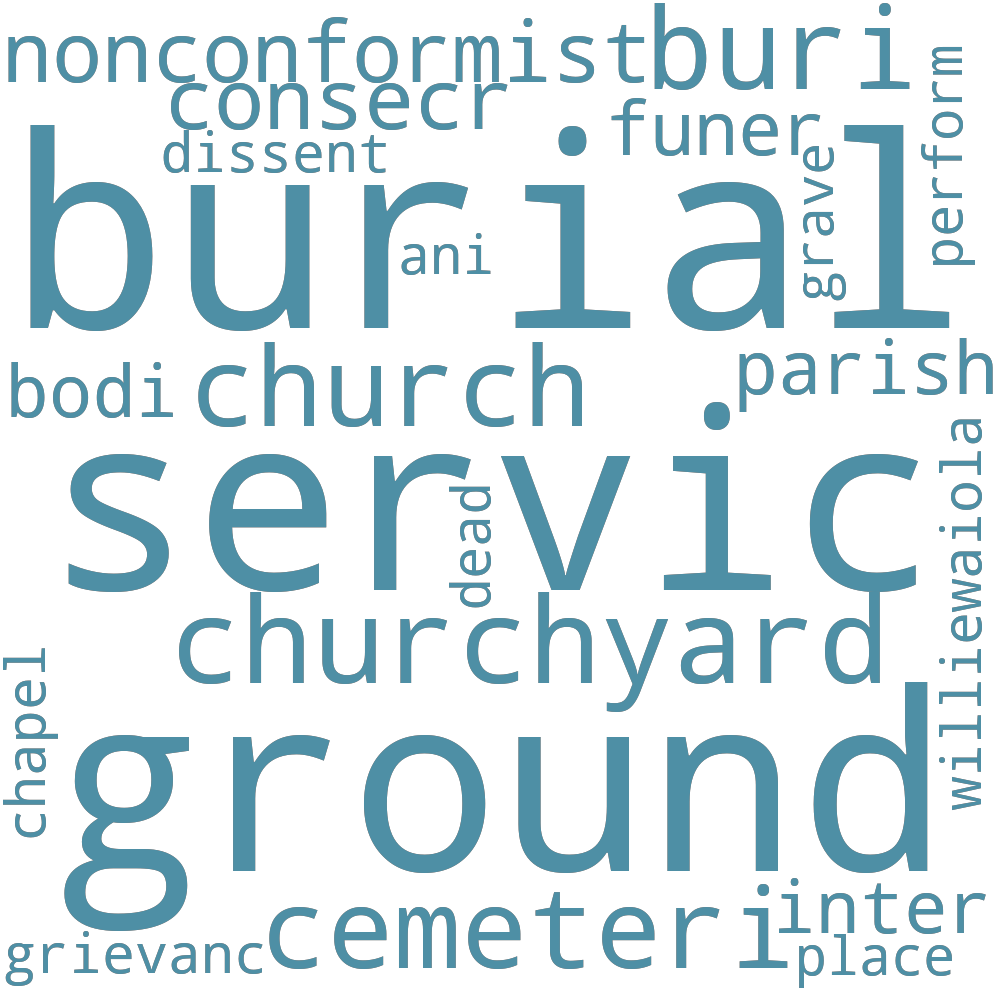 nonconformist
buri
consecr
funer
perform
dissent
burial
grave
ani
church
parish
bodi
servic
williewaiola
dead
churchyard
chapel
ground
cemeteri
inter
grievanc
place